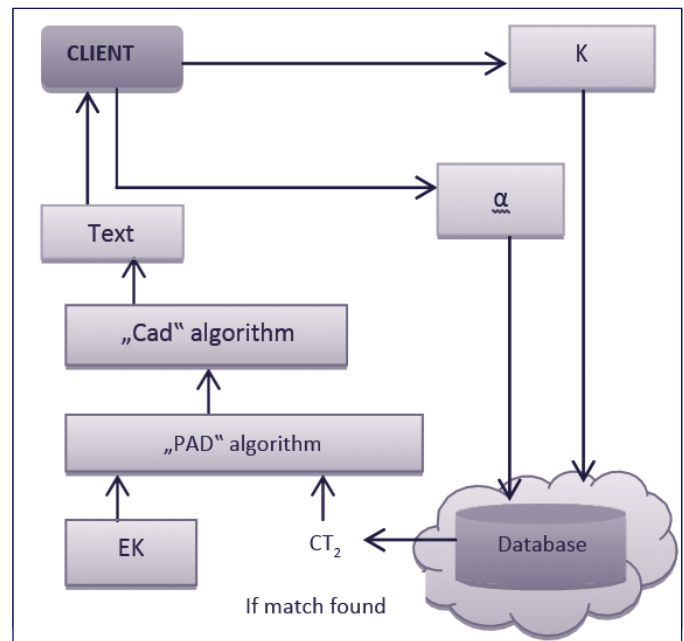 CLIENT
K
α
Text
„Cad‟ algorithm
„PAD‟ algorithm
EK
CT₂
Database
If match found